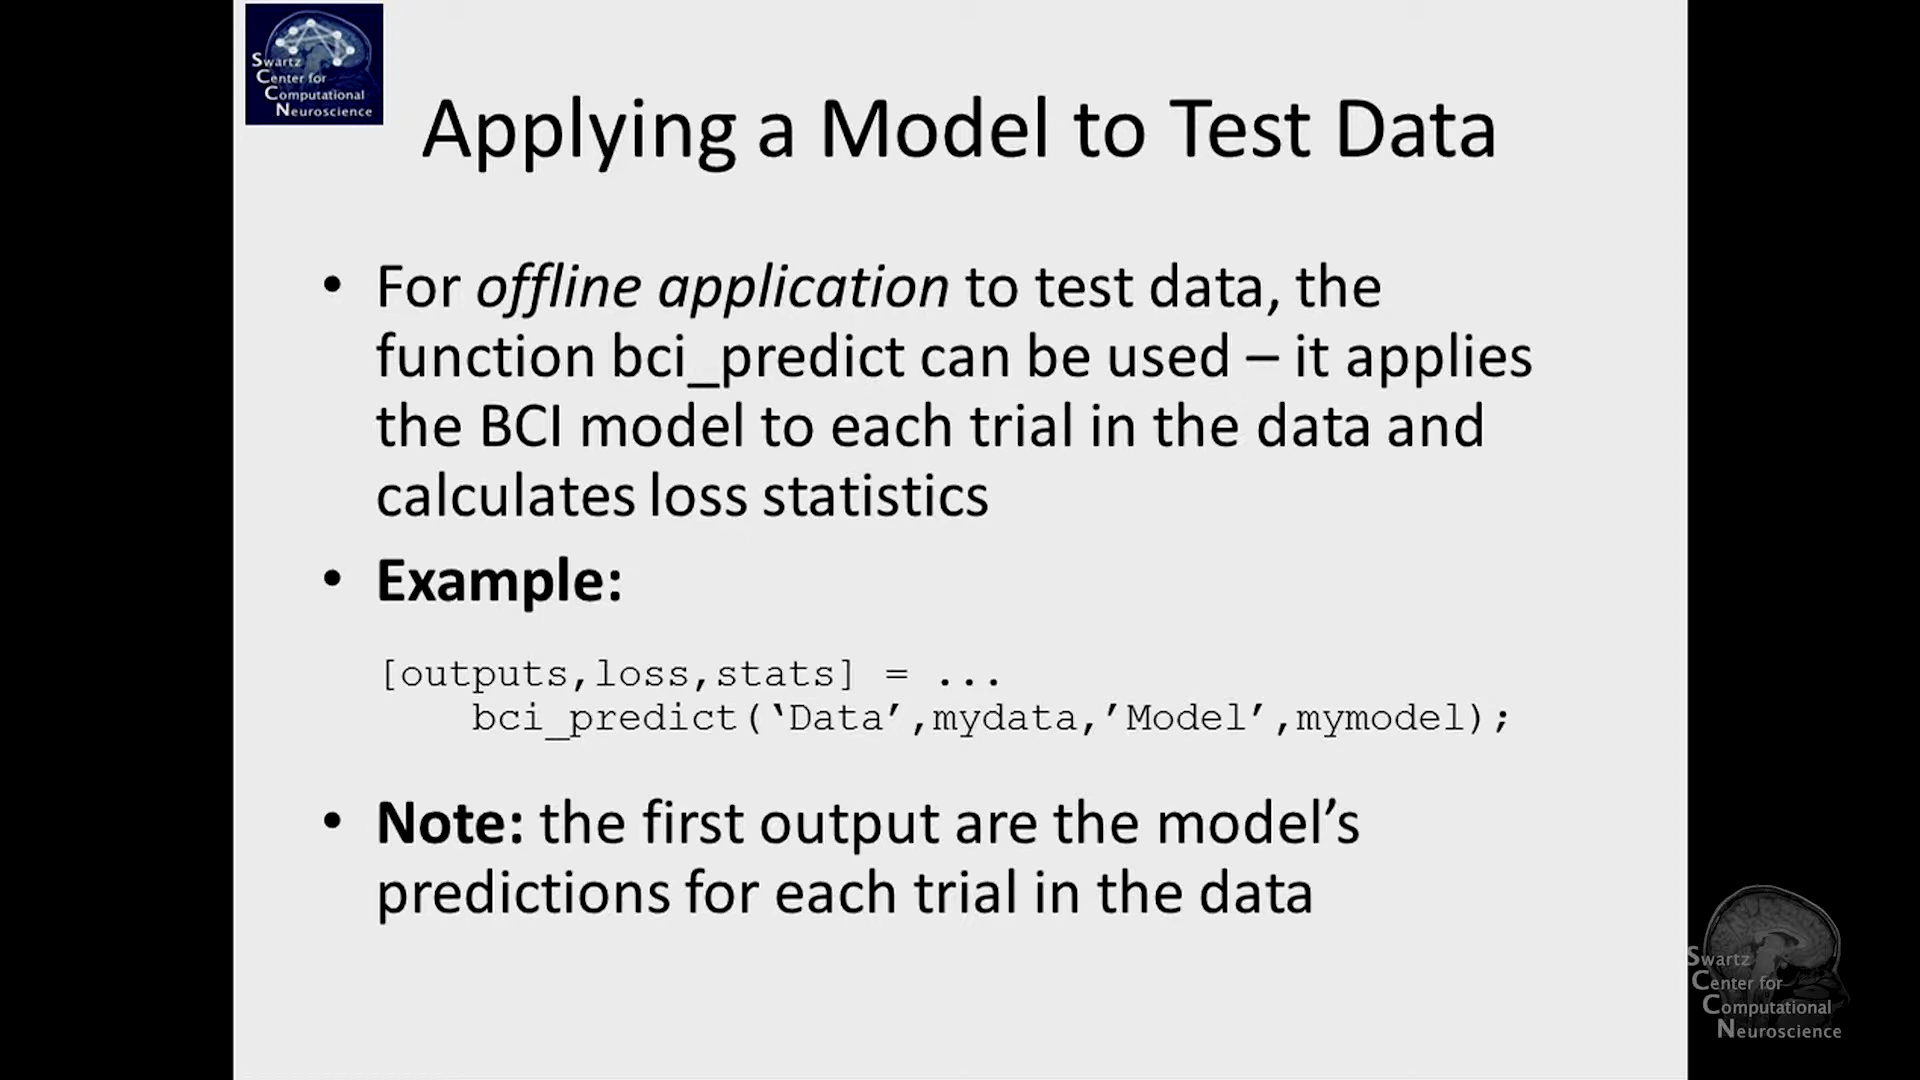 Swartz
Center for
Computational
Neuroscience
Applying a Model to Test Data
• For offline application to test data, the
function bci_predict can be used – it applies
the BCI model to each trial in the data and
calculates loss statistics
• Example:
[outputs,loss,stats] = ...
bci_predict(‘Data’,mydata,’Model’,mymodel);
• Note: the first output are the model’s
predictions for each trial in the data
Swartz
Center for
Computational
Neuroscience